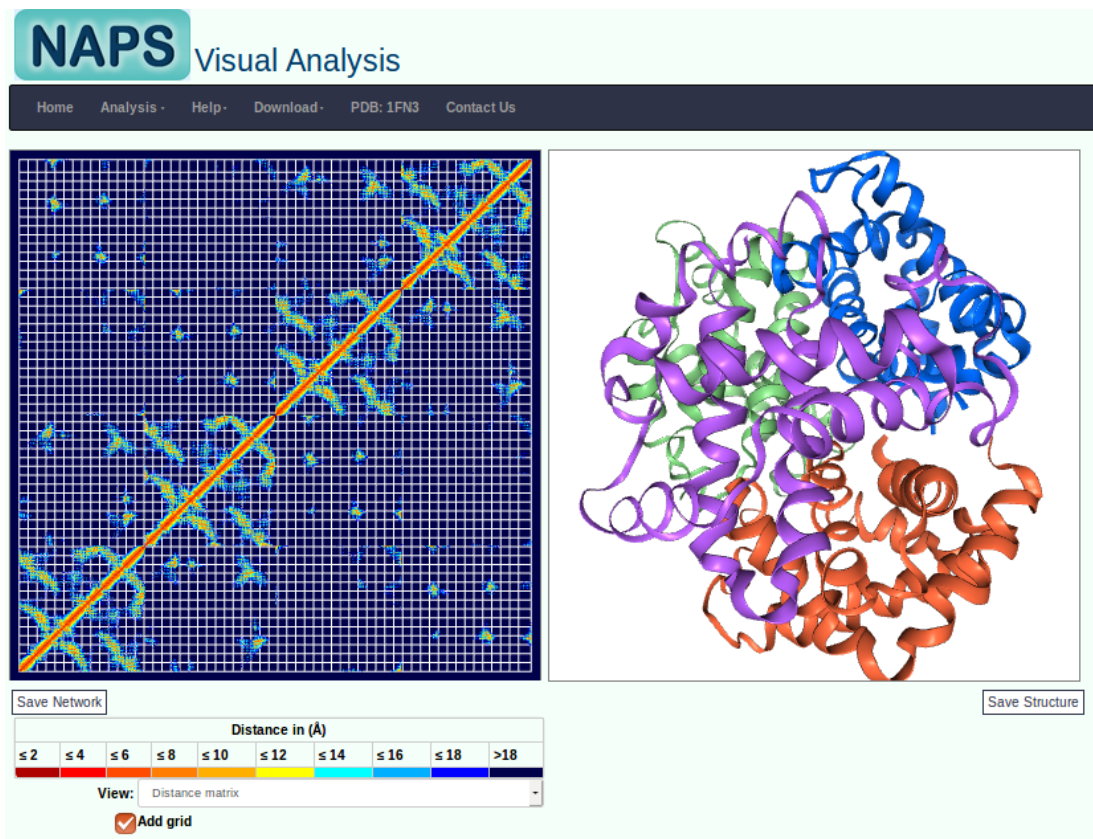 NAPS Visual Analysis
Home Analysis Help Download PDB: 1FN3 Contact Us
Save Network Save Structure
Distance in (Å)
≤ 2 ≤ 4 ≤ 6 ≤ 8 ≤ 10 ≤ 12 ≤ 14 ≤ 16 ≤ 18 >18
View: Distance matrix
Add grid